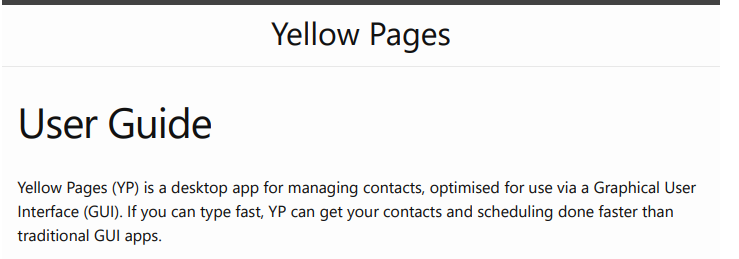 Yellow Pages
User Guide
Yellow Pages (YP) is a desktop app for managing contacts, optimised for use via a Graphical User
Interface (GUI). If you can type fast, YP can get your contacts and scheduling done faster than
traditional GUI apps.